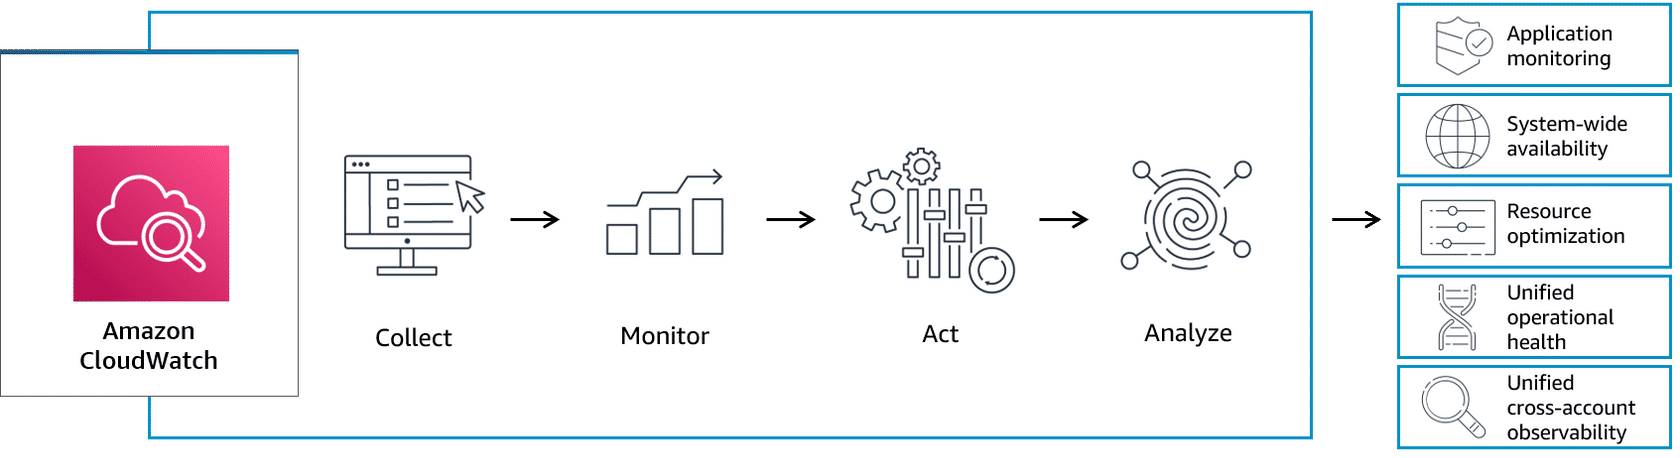 Amazon
CloudWatch
Collect
Monitor
Act
Analyze
Application
monitoring
System-wide
availability
Resource
optimization
Unified
operational
health
Unified
cross-account
observability